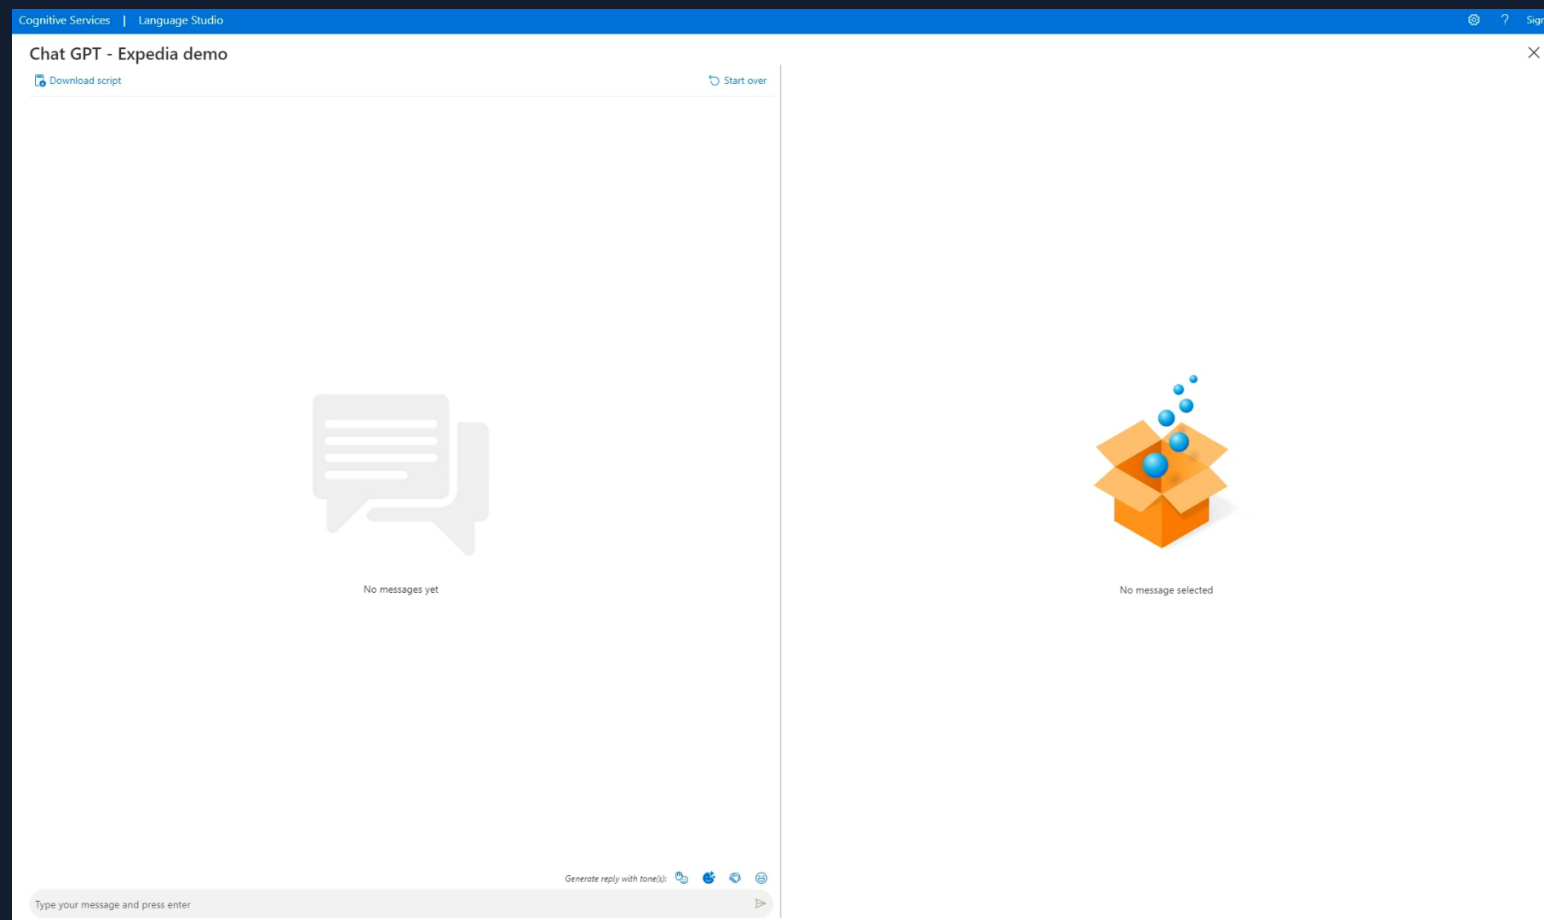 Cognitive Services | Language Studio
? Sign
Chat GPT - Expedia demo
Download script
Start over
No messages yet
No message selected
Generate reply with tone(s):
Type your message and press enter